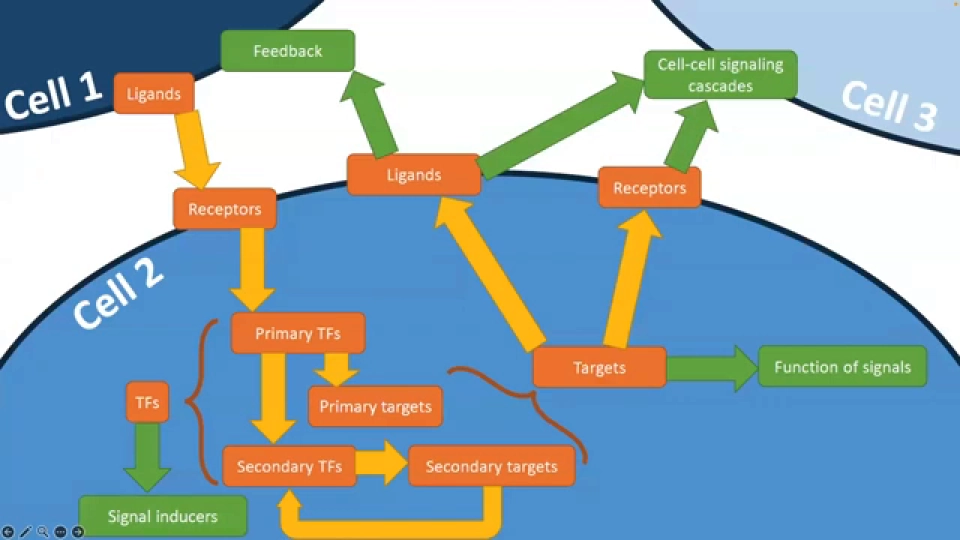 Feedback
Cell-cell signaling
cascades
Cell 1
Ligands
Cell 3
Ligands
Receptors
Receptors
Cell 2
Primary TFs
Targets
Function of signals
TFs
Primary targets
Secondary TFs
Secondary targets
Signal inducers